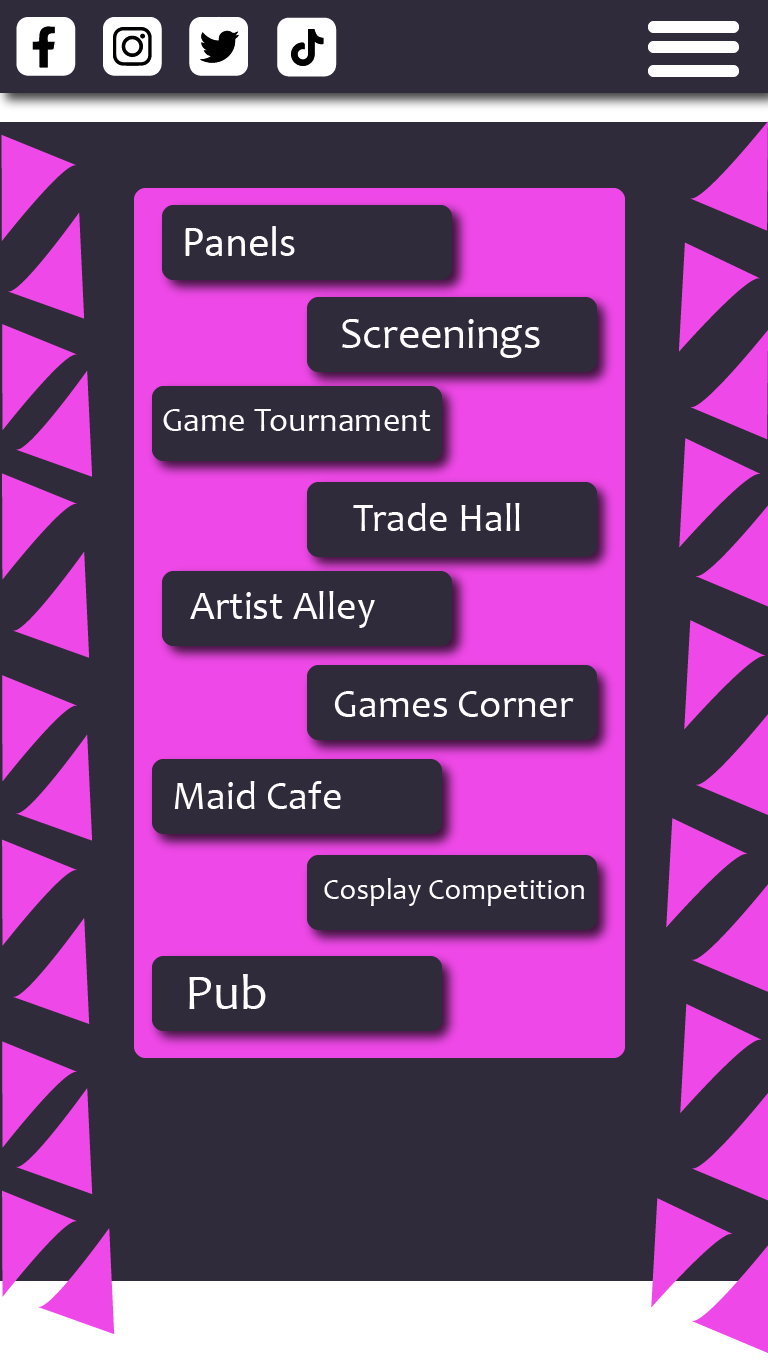 Panels
Screenings
Game Tournament
Trade Hall
Artist Alley
Games Corner
Maid Cafe
Cosplay Competition
Pub